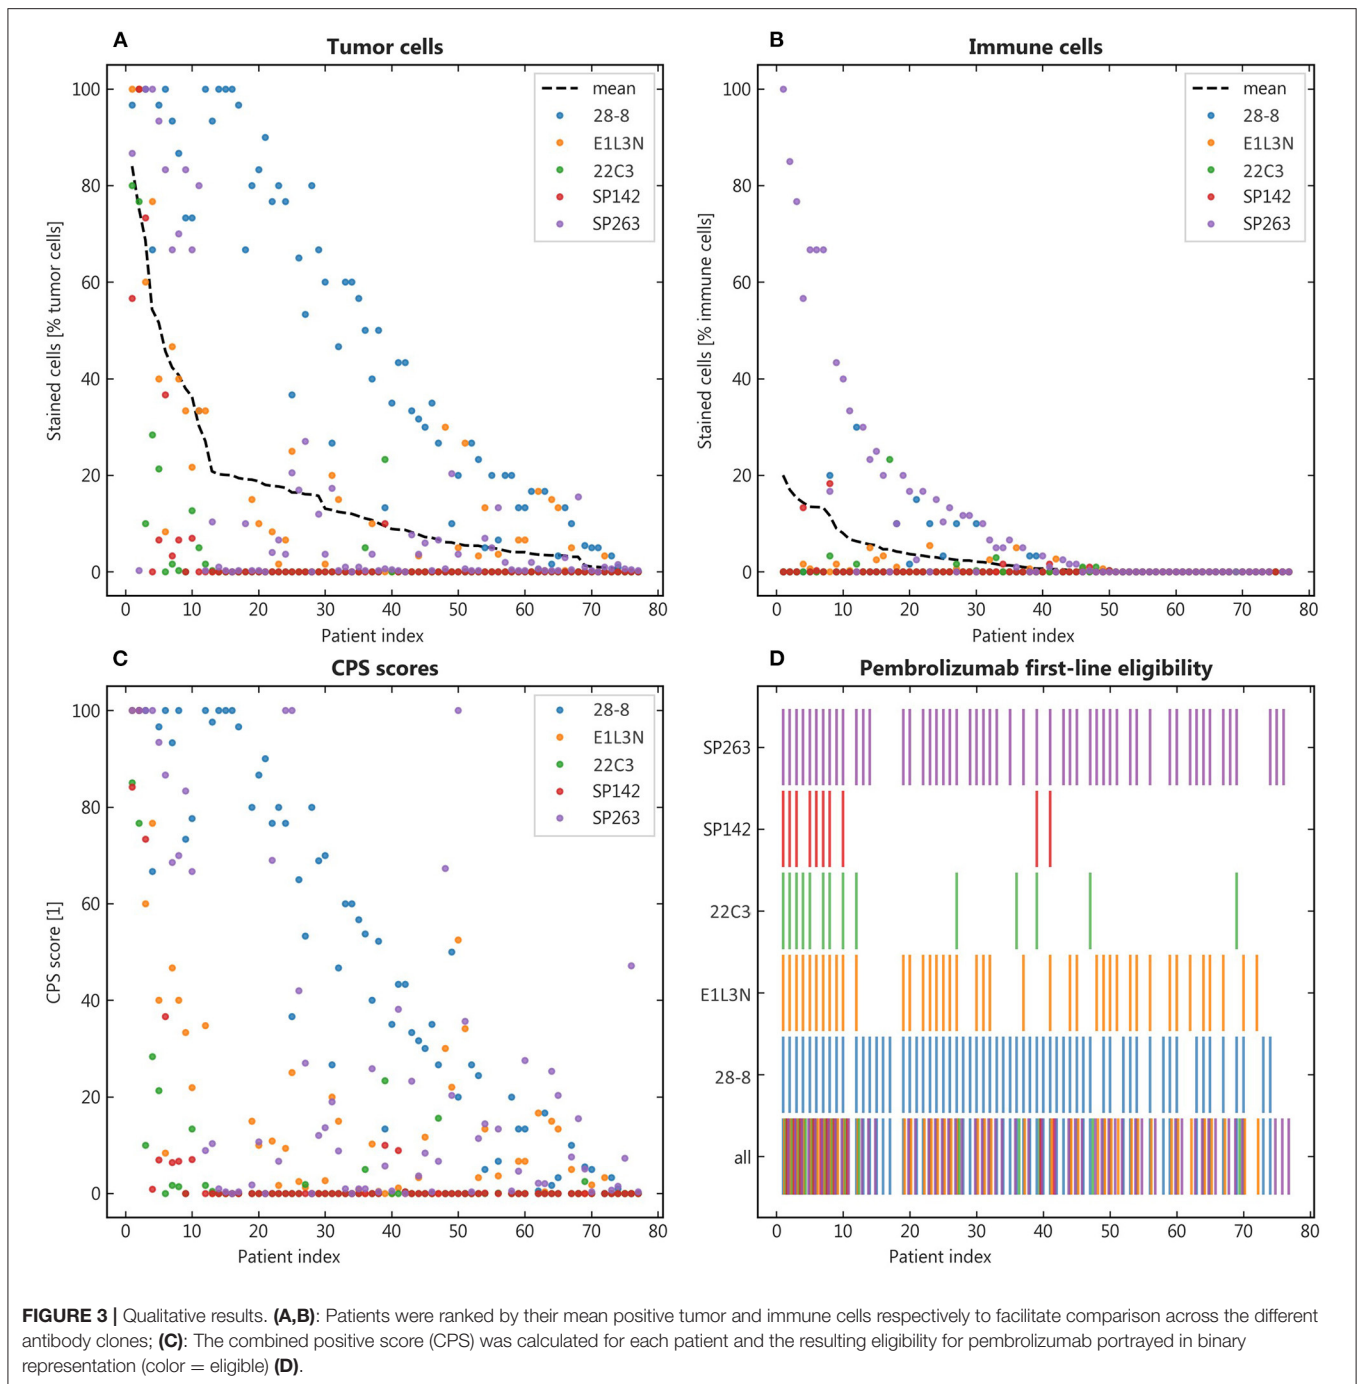 A
Tumor cells
Stained cells [% tumor cells]
100
80
60
40
20
0
mean
28-8
E1L3N
22C3
SP142
SP263
0 10 20 30 40 50 60 70 80
Patient index
B
Immune cells
Stained cells [% immune cells]
100
80
60
40
20
0
mean
28-8
E1L3N
22C3
SP142
SP263
0 10 20 30 40 50 60 70 80
Patient index
C
CPS scores
CPS score [1]
100
80
60
40
20
0
28-8
E1L3N
22C3
SP142
SP263
0 10 20 30 40 50 60 70 80
Patient index
D
Pembrolizumab first-line eligibility
SP263
SP142
22C3
E1L3N
28-8
all
0 10 20 30 40 50 60 70 80
Patient index
FIGURE 3 | Qualitative results. (A,B): Patients were ranked by their mean positive tumor and immune cells respectively to facilitate comparison across the different
antibody clones; (C): The combined positive score (CPS) was calculated for each patient and the resulting eligibility for pembrolizumab portrayed in binary
representation (color = eligible) (D).